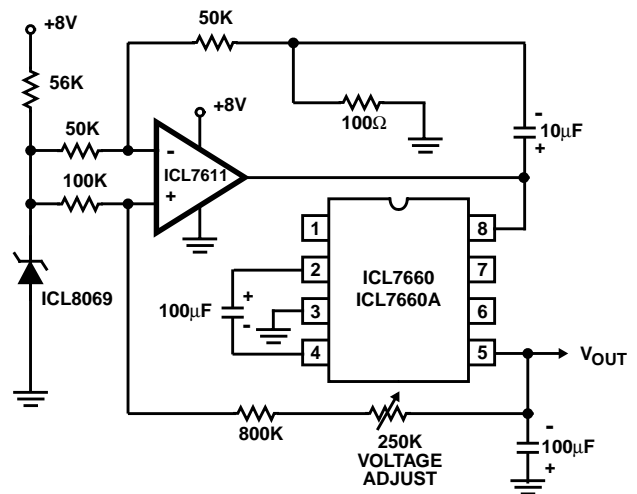 +8V
50K
56K
+8V
50K
100Ω
-
10µF
+
-
ICL7611
100K
+
1
8
2
ICL7660
ICL7660A
7
ICL8069
100µF
+
-
3
6
4
5
VOUT
800K
250K
VOLTAGE
ADJUST
-
100µF
+